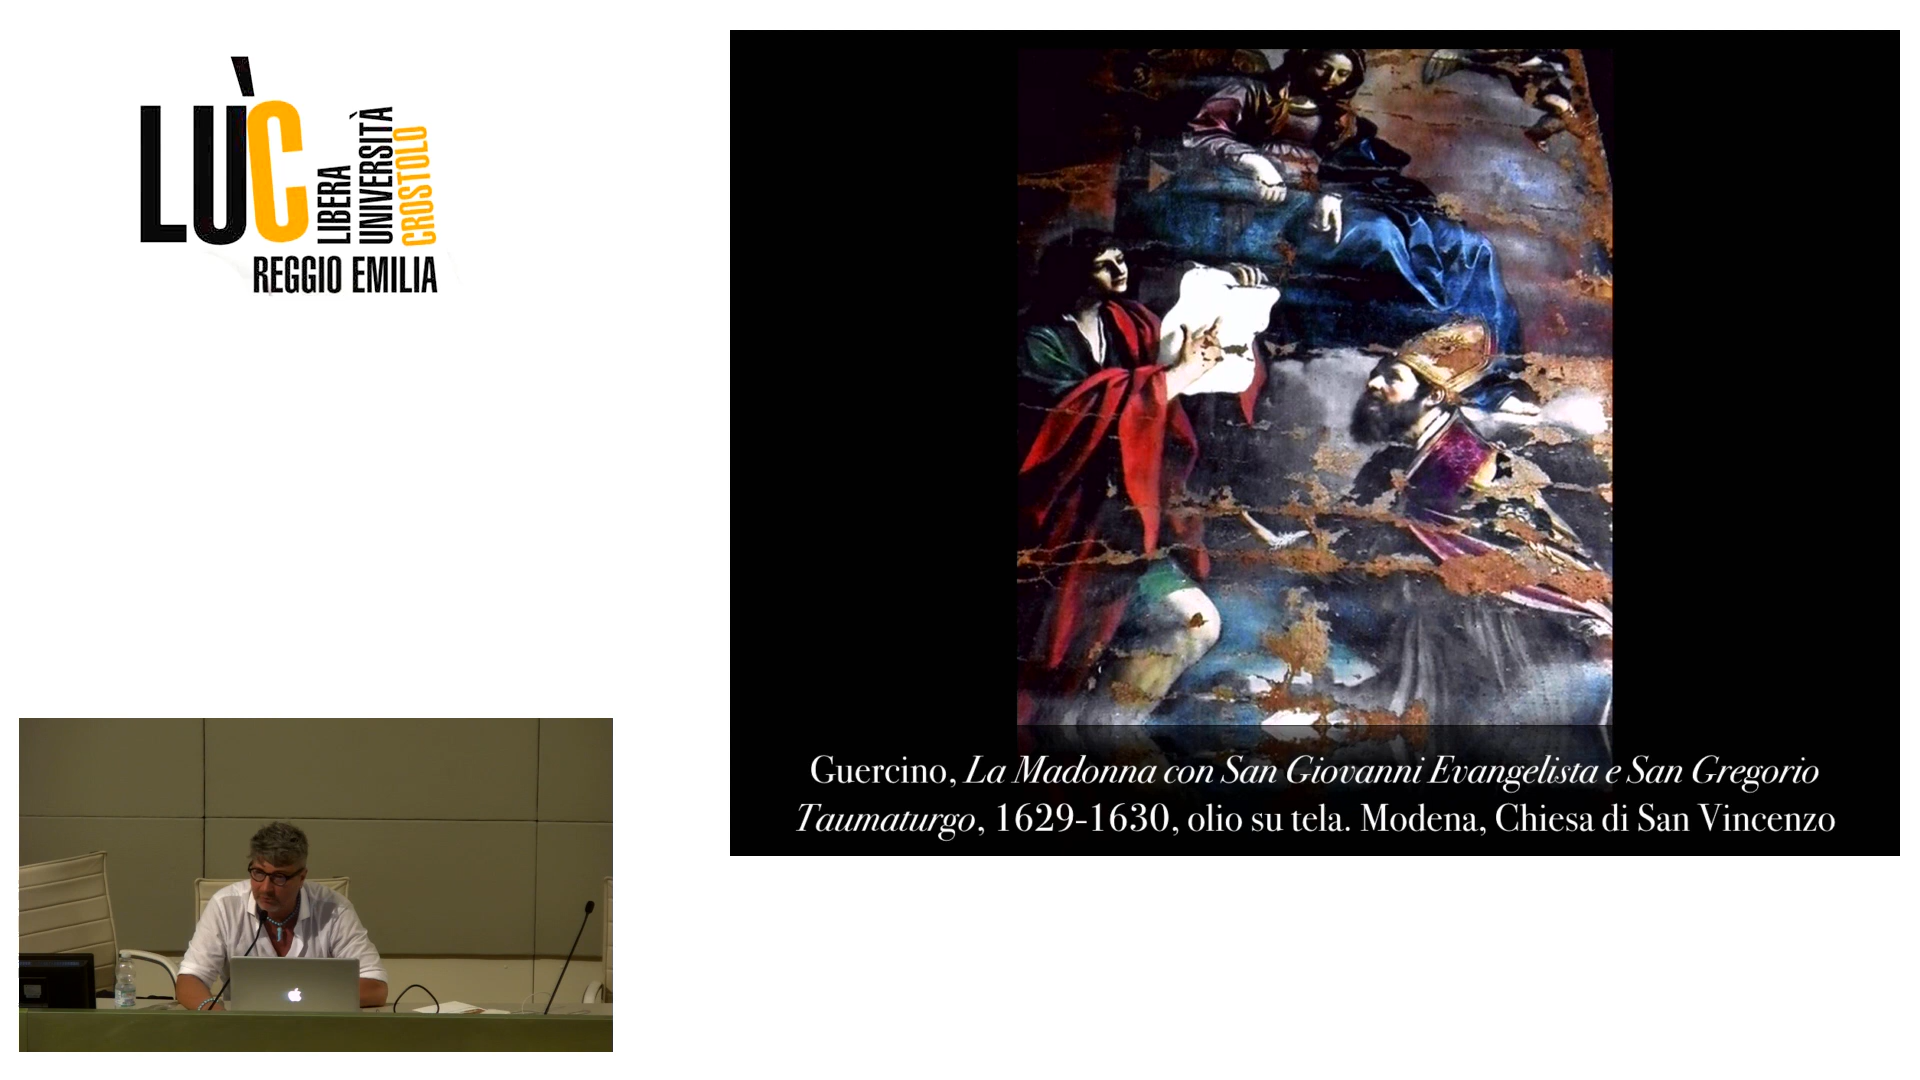 LÙC
LIBERA
UNIVERSITÀ
CROSTOLO
REGGIO EMILIA
Guercino, La Madonna con San Giovanni Evangelista e San Gregorio
Taumaturgo, 1629-1630, olio su tela. Modena, Chiesa di San Vincenzo